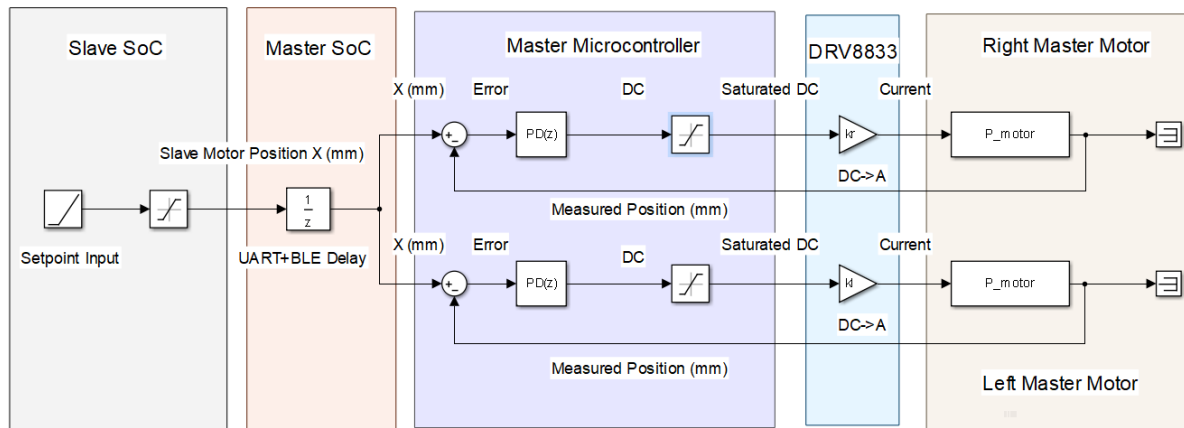 Slave SoC
Master SoC
Master Microcontroller
DRV8833
Right Master Motor
X (mm)
Error
DC
Saturated DC
Current
+
−
PD(z)
kr
P_motor
DC->A
Slave Motor Position X (mm)
Measured Position (mm)
1
z
Setpoint Input
UART+BLE Delay
X (mm)
Error
DC
Saturated DC
Current
+
−
PD(z)
kl
P_motor
DC->A
Measured Position (mm)
Left Master Motor